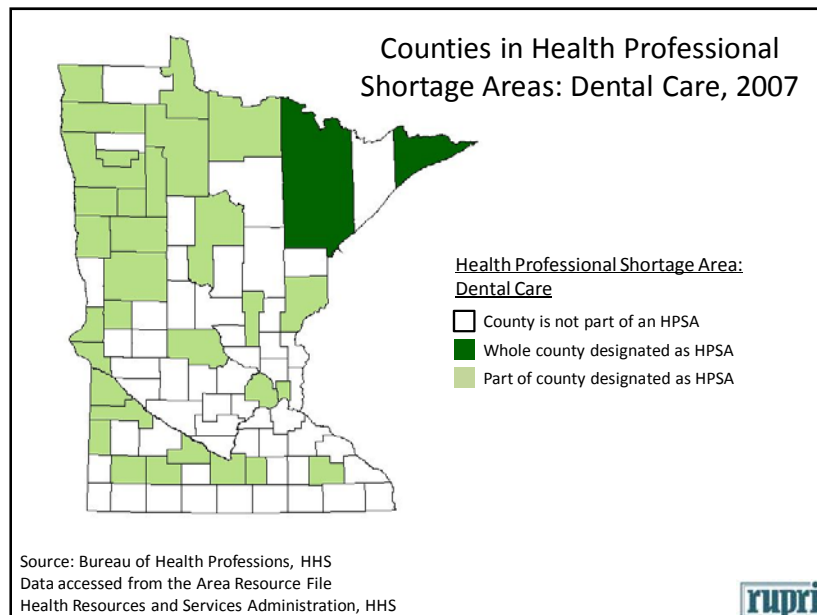 Counties in Health Professional
Shortage Areas: Dental Care, 2007
Health Professional Shortage Area:
Dental Care
County is not part of an HPSA
Whole county designated as HPSA
Part of county designated as HPSA
Source: Bureau of Health Professions, HHS
Data accessed from the Area Resource File
Health Resources and Services Administration, HHS
rupri